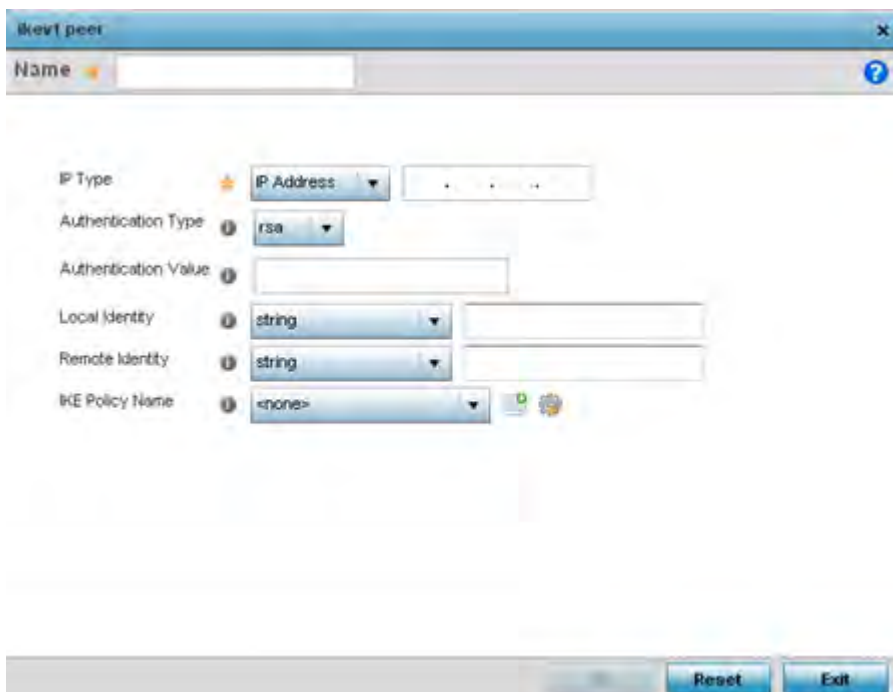 ikev1 peer
Name
IP Type IP Address . . .
Authentication Type rsa
Authentication Value
Local Identity string
Remote Identity string
IKE Policy Name <none>
Reset Exit